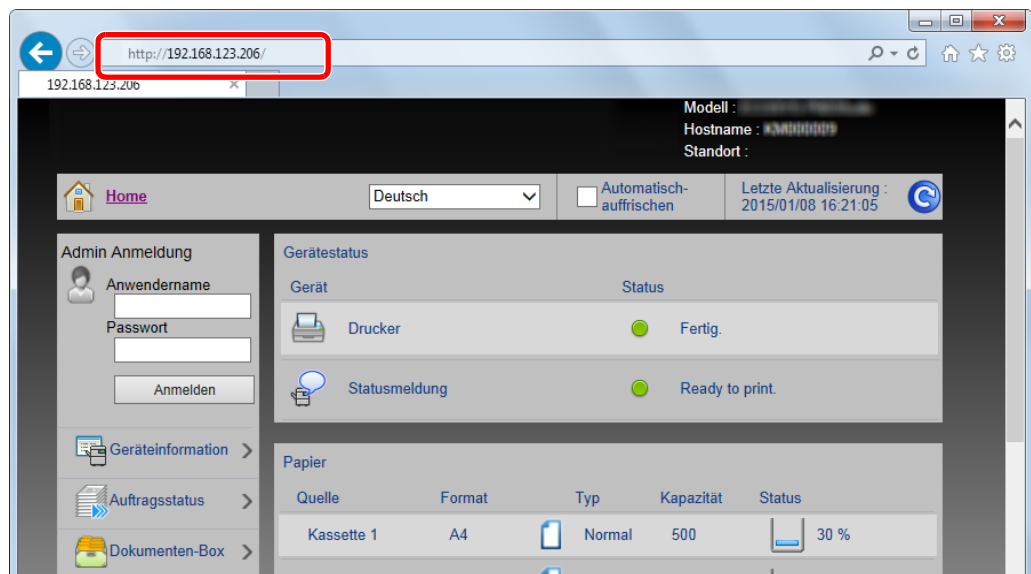 http://192.168.123.206/
192.168.123.206
Modell :
Hostname :
Standort :
Home
Deutsch
Automatisch-
auffrischen
Letzte Aktualisierung :
2015/01/08 16:21:05
Admin Anmeldung
Anwendername
Passwort
Anmelden
Geräteinformation
Auftragsstatus
Dokumenten-Box
Gerätestatus
Gerät Status
Drucker Fertig.
Statusmeldung Ready to print.
Papier
Quelle Format Typ Kapazität Status
Kassette 1 A4 Normal 500 30 %